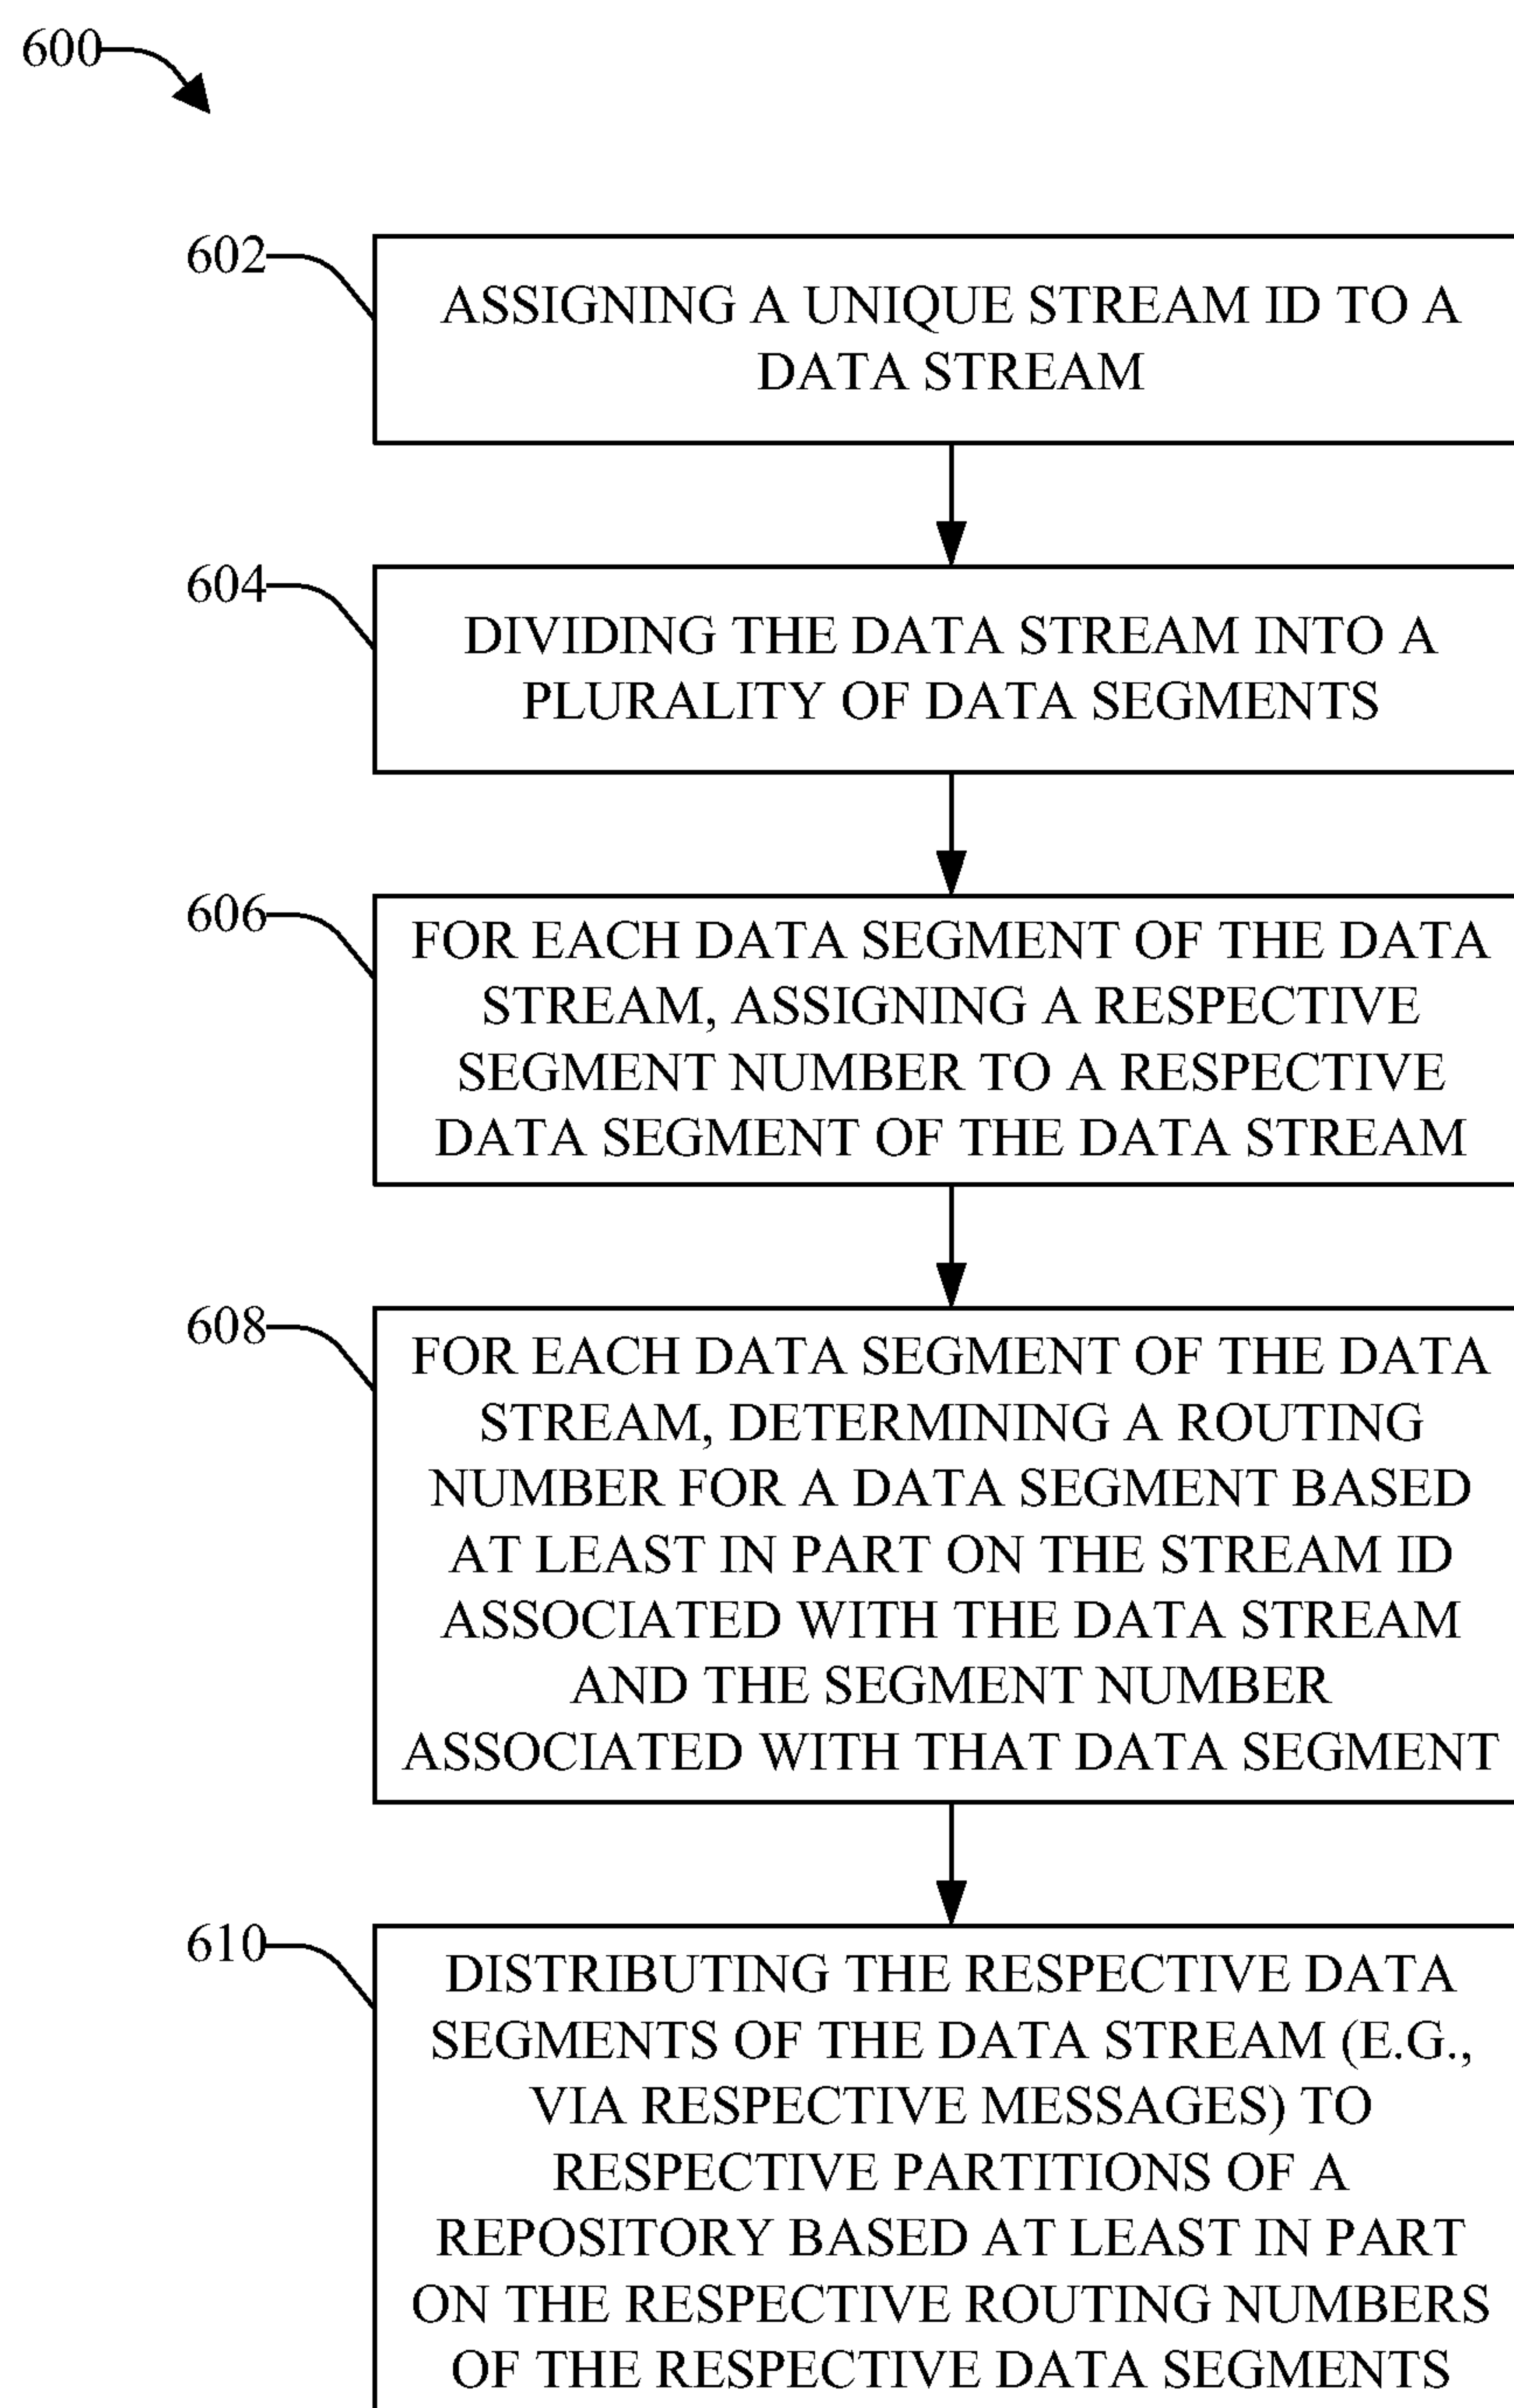 600
602
ASSIGNING A UNIQUE STREAM ID TO A
DATA STREAM
604
DIVIDING THE DATA STREAM INTO A
PLURALITY OF DATA SEGMENTS
606
FOR EACH DATA SEGMENT OF THE DATA
STREAM, ASSIGNING A RESPECTIVE
SEGMENT NUMBER TO A RESPECTIVE
DATA SEGMENT OF THE DATA STREAM
608
FOR EACH DATA SEGMENT OF THE DATA
STREAM, DETERMINING A ROUTING
NUMBER FOR A DATA SEGMENT BASED
AT LEAST IN PART ON THE STREAM ID
ASSOCIATED WITH THE DATA STREAM
AND THE SEGMENT NUMBER
ASSOCIATED WITH THAT DATA SEGMENT
610
DISTRIBUTING THE RESPECTIVE DATA
SEGMENTS OF THE DATA STREAM (E.G.,
VIA RESPECTIVE MESSAGES) TO
RESPECTIVE PARTITIONS OF A
REPOSITORY BASED AT LEAST IN PART
ON THE RESPECTIVE ROUTING NUMBERS
OF THE RESPECTIVE DATA SEGMENTS